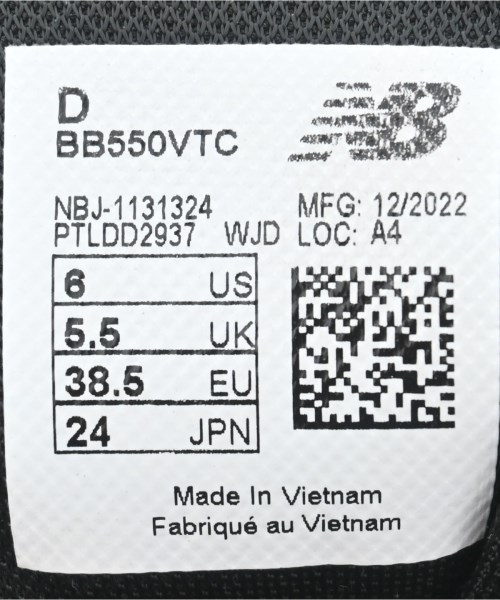 D
BB550VTC
NB
NBJ-1131324 MFG: 12/2022
PTLDD2937 WJD LOC: A4
6 US
5.5 UK
38.5 EU
24 JPN
Made In Vietnam
Fabriqué au Vietnam